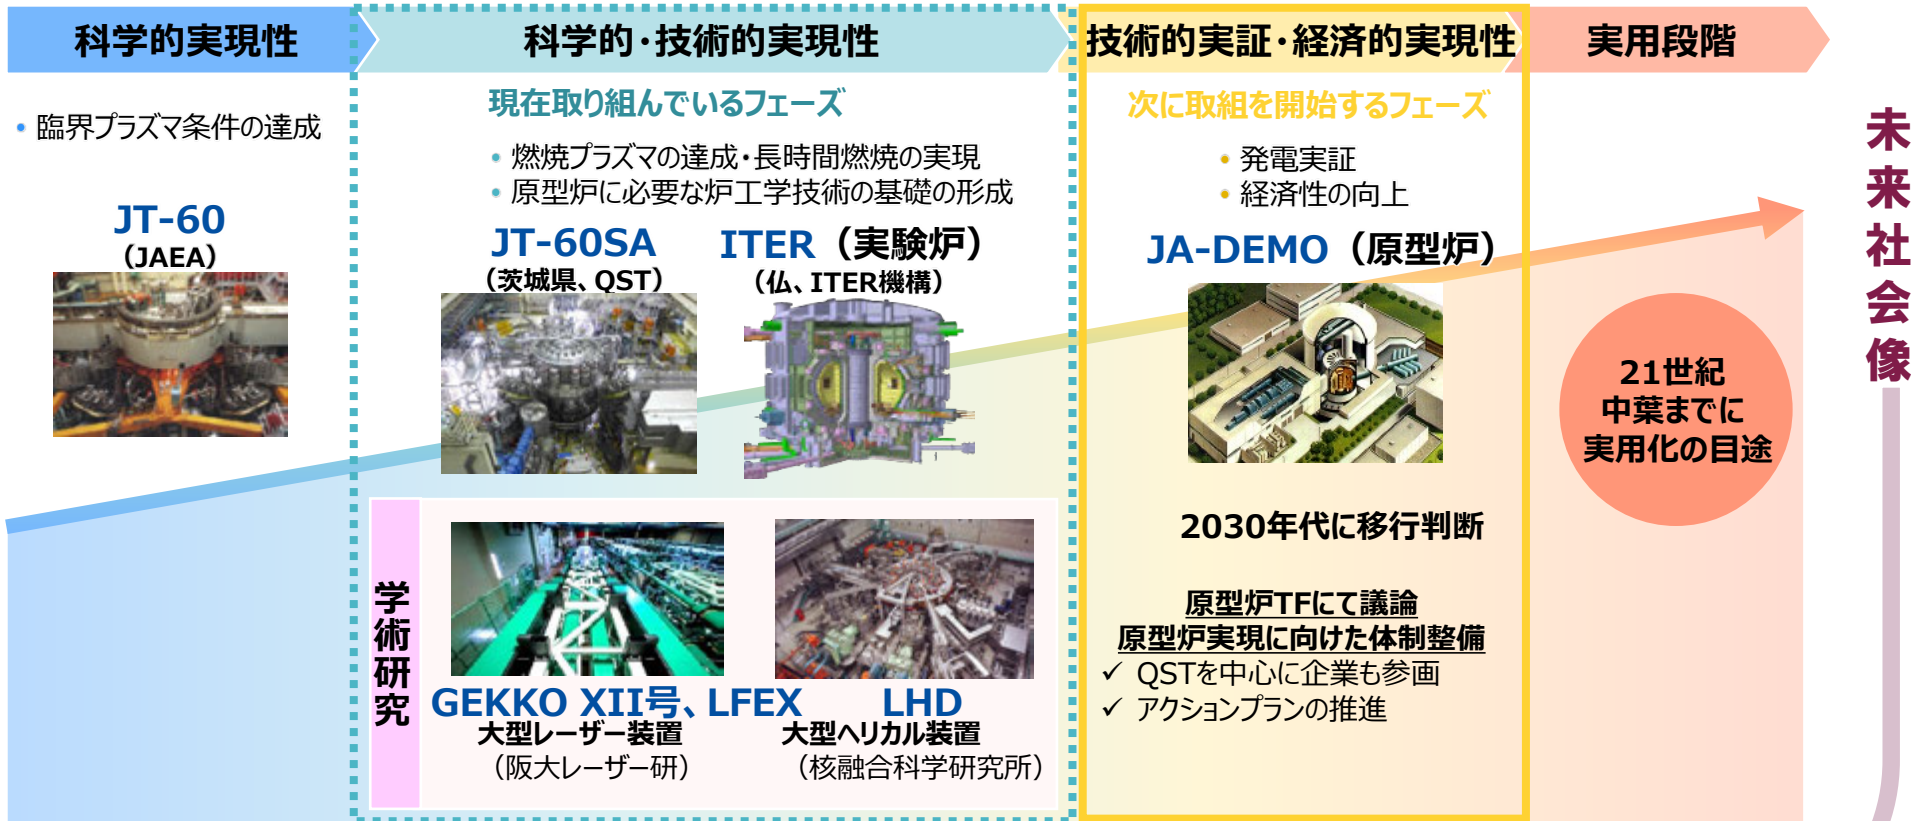 科学的実現性
科学的・技術的実現性
技術的実証・経済的実現性
実用段階
• 臨界プラズマ条件の達成
JT-60
（JAEA）
現在取り組んでいるフェーズ
• 燃焼プラズマの達成・長時間燃焼の実現
• 原型炉に必要な炉工学技術の基礎の形成
JT-60SA
（茨城県、QST）
ITER（実験炉）
（仏、ITER機構）
学術研究
GEKKO XII号、LFEX
大型レーザー装置
（阪大レーザー研）
LHD
大型ヘリカル装置
（核融合科学研究所）
次に取組を開始するフェーズ
• 発電実証
• 経済性の向上
JA-DEMO（原型炉）
2030年代に移行判断
原型炉TFにて議論
原型炉実現に向けた体制整備
✓ QSTを中心に企業も参画
✓ アクションプランの推進
21世紀
中葉までに
実用化の目途
未来社会像